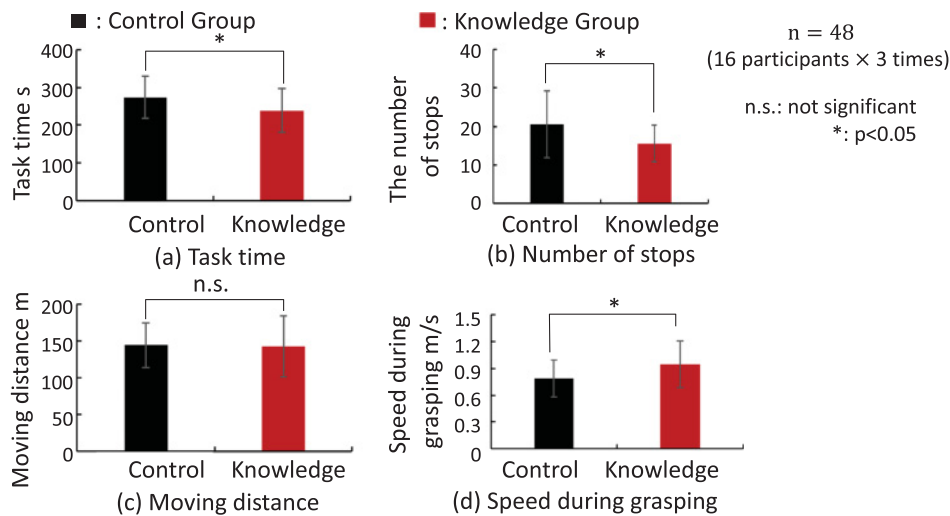 : Control Group
: Knowledge Group
n = 48
(16 participants × 3 times)
n.s.: not significant
*: p<0.05
*
400
300
200
100
0
Task time s
Control Knowledge
(a) Task time
*
40
30
20
10
0
The number
of stops
Control Knowledge
(b) Number of stops
n.s.
200
150
100
50
0
Moving distance m
Control Knowledge
(c) Moving distance
*
1.5
1.2
0.9
0.6
0.3
0
Speed during
grasping m/s
Control Knowledge
(d) Speed during grasping